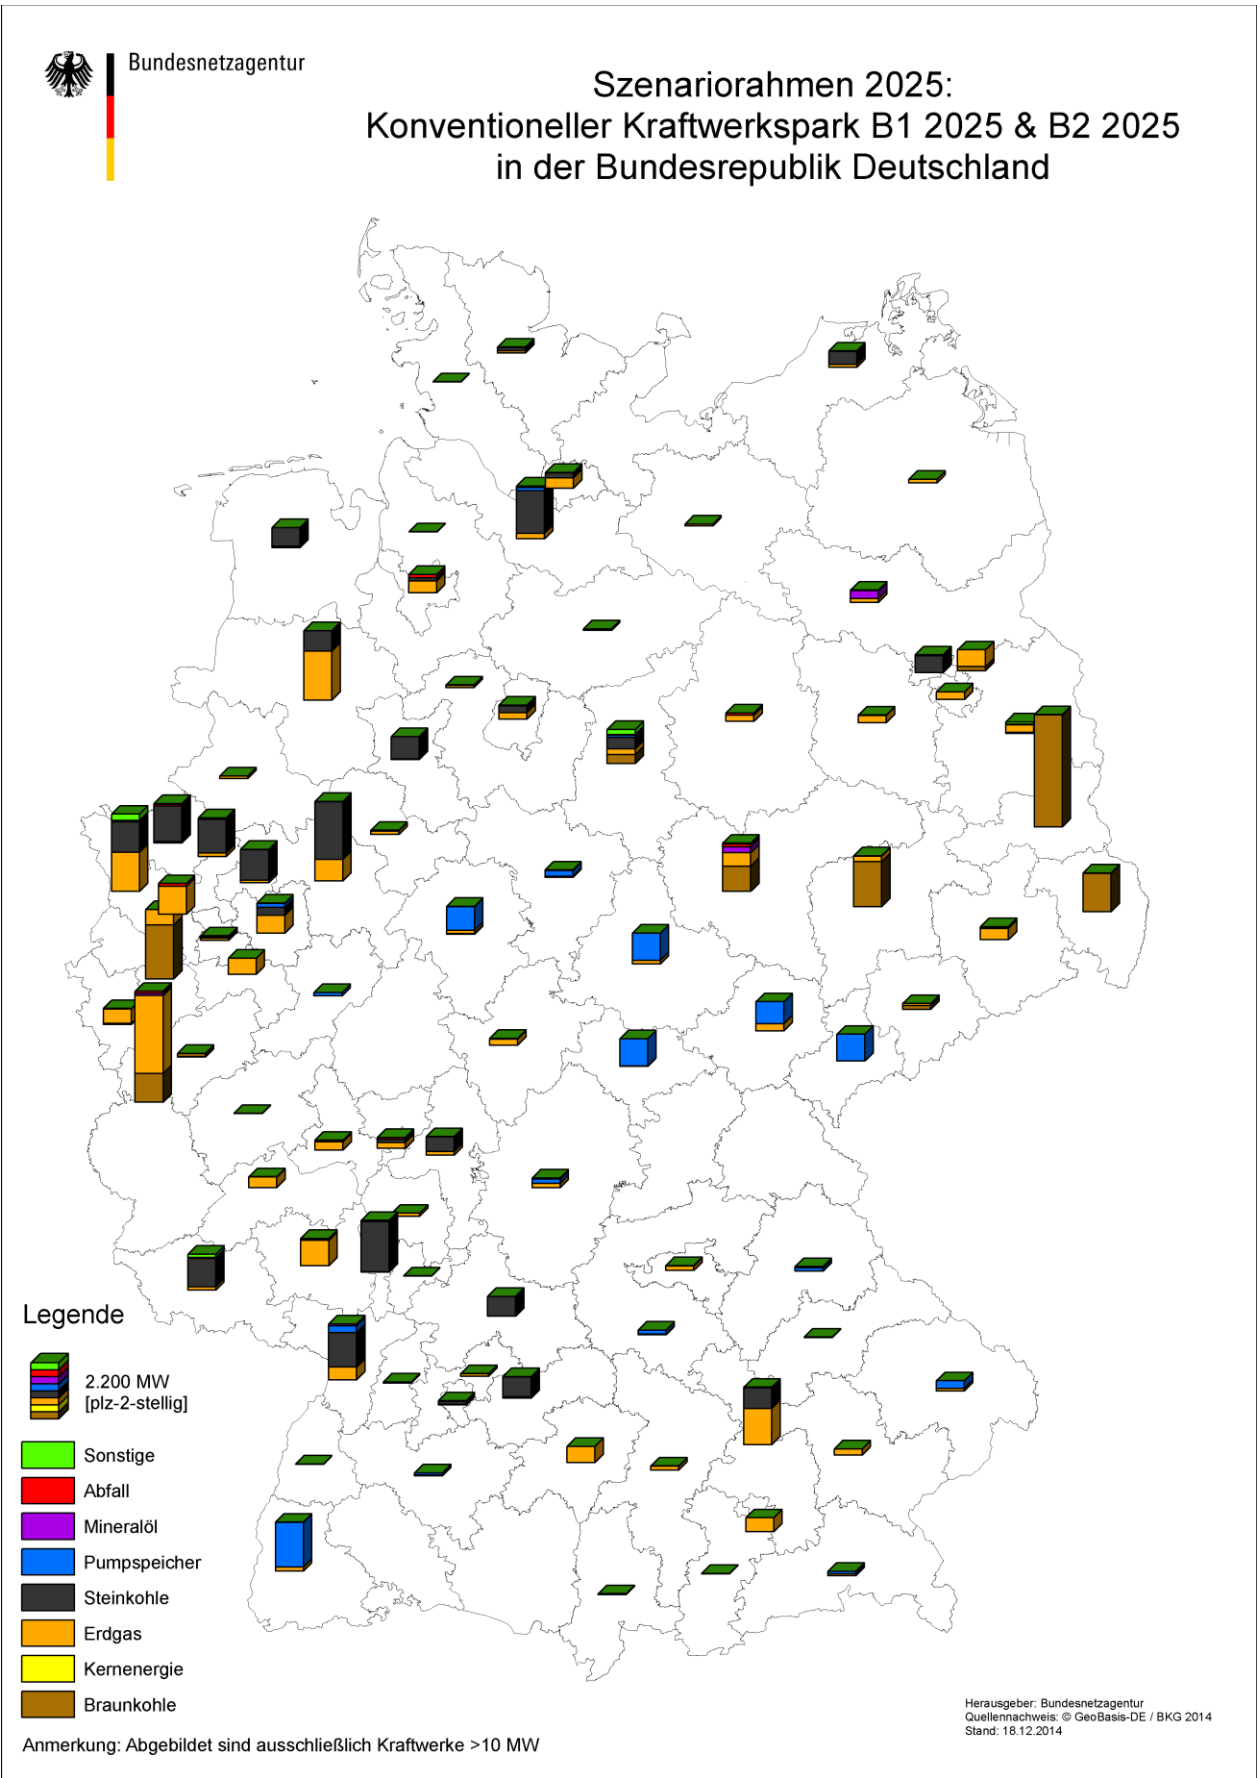 Bundesnetzagentur
Szenariorahmen 2025:
Konventioneller Kraftwerkspark B1 2025 & B2 2025
in der Bundesrepublik Deutschland
Legende
2.200 MW
[plz-2-stellig]
Sonstige
Abfall
Mineralöl
Pumpspeicher
Steinkohle
Erdgas
Kernenergie
Braunkohle
Herausgeber: Bundesnetzagentur
Quellennachweis: © GeoBasis-DE / BKG 2014
Stand: 18.12.2014
Anmerkung: Abgebildet sind ausschließlich Kraftwerke >10 MW